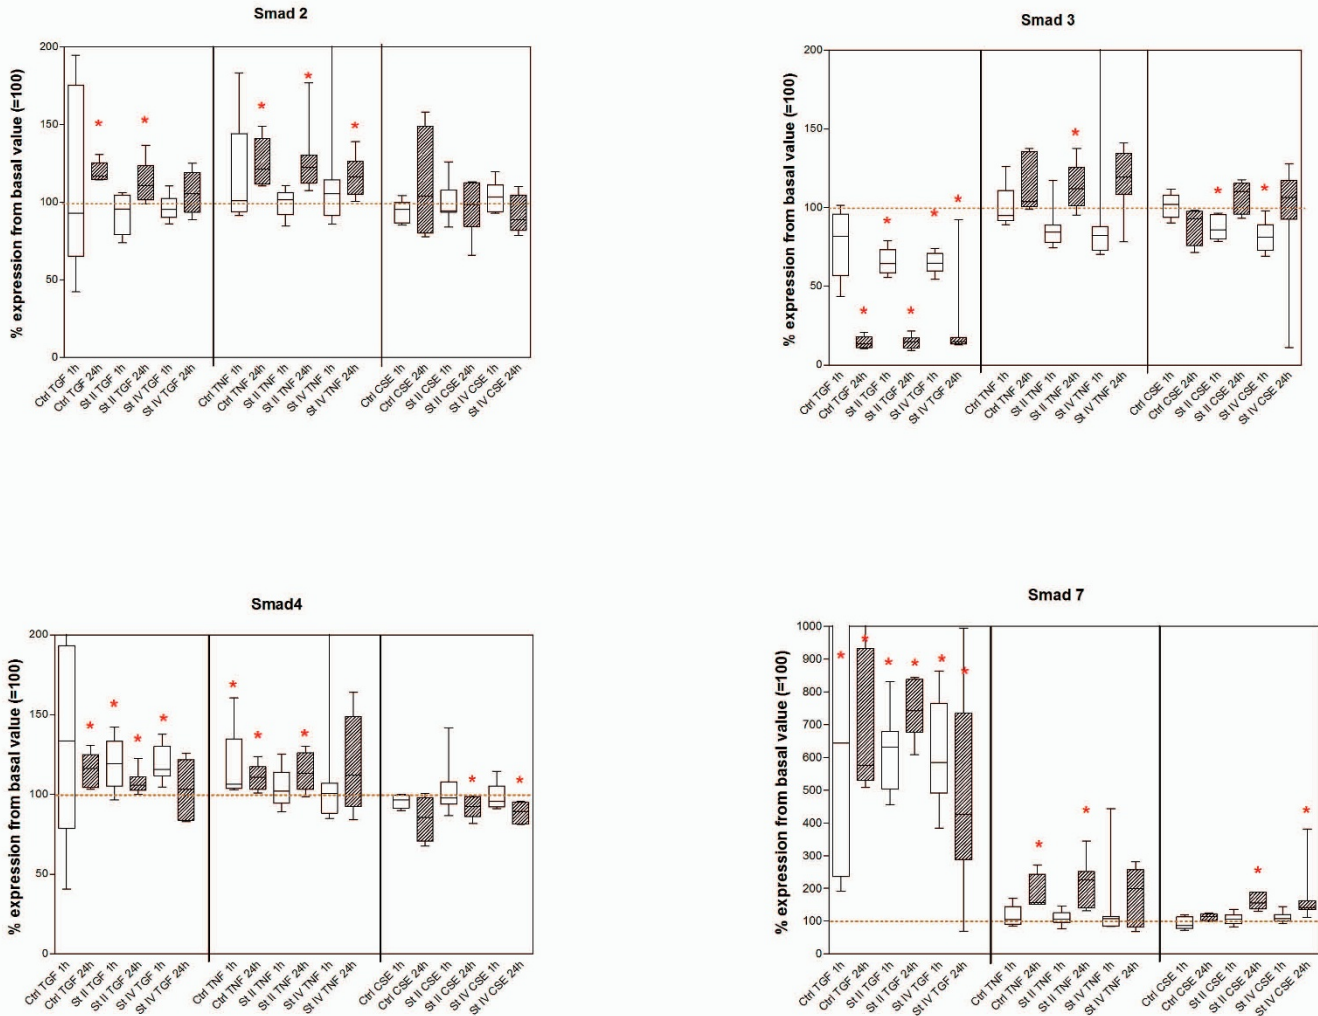 Smad 2
% expression from basal value (=100)
200
150
100
50
0
Ctrl TGF 1h
Ctrl TGF 24h
St II TGF 1h
St II TGF 24h
St IV TGF 1h
St IV TGF 24h
Ctrl TNF 1h
Ctrl TNF 24h
St II TNF 1h
St II TNF 24h
St IV TNF 1h
St IV TNF 24h
Ctrl CSE 1h
Ctrl CSE 24h
St II CSE 1h
St II CSE 24h
St IV CSE 1h
St IV CSE 24h
Smad 3
% expression from basal value (=100)
200
150
100
50
0
Ctrl TGF 1h
Ctrl TGF 24h
St II TGF 1h
St II TGF 24h
St IV TGF 1h
St IV TGF 24h
Ctrl TNF 1h
Ctrl TNF 24h
St II TNF 1h
St II TNF 24h
St IV TNF 1h
St IV TNF 24h
Ctrl CSE 1h
Ctrl CSE 24h
St II CSE 1h
St II CSE 24h
St IV CSE 1h
St IV CSE 24h
Smad4
% expression from basal value (=100)
200
150
100
50
0
Ctrl TGF 1h
Ctrl TGF 24h
St II TGF 1h
St II TGF 24h
St IV TGF 1h
St IV TGF 24h
Ctrl TNF 1h
Ctrl TNF 24h
St II TNF 1h
St II TNF 24h
St IV TNF 1h
St IV TNF 24h
Ctrl CSE 1h
Ctrl CSE 24h
St II CSE 1h
St II CSE 24h
St IV CSE 1h
St IV CSE 24h
Smad 7
% expression from basal value (=100)
1000
900
800
700
600
500
400
300
200
100
0
Ctrl TGF 1h
Ctrl TGF 24h
St II TGF 1h
St II TGF 24h
St IV TGF 1h
St IV TGF 24h
Ctrl TNF 1h
Ctrl TNF 24h
St II TNF 1h
St II TNF 24h
St IV TNF 1h
St IV TNF 24h
Ctrl CSE 1h
Ctrl CSE 24h
St II CSE 1h
St II CSE 24h
St IV CSE 1h
St IV CSE 24h